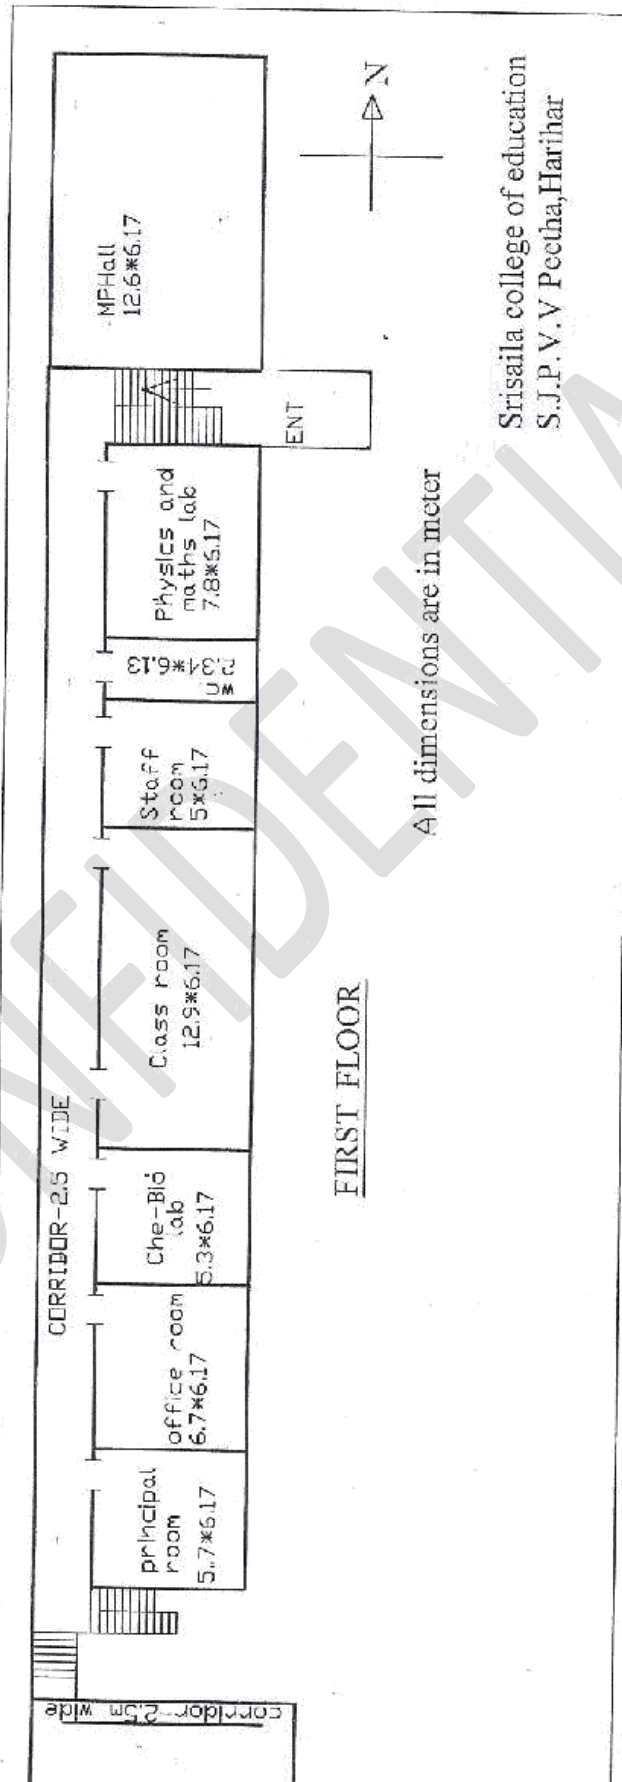 MPHall
12.6*6.17
ENT
Physics and
maths lab
7.8*6.17
WC
2.34*6.13
Staff
room
5*6.17
Class room
12.9*6.17
CORRIDOR-2.5 WIDE
Che-Bio
lab
5.3*6.17
office room
6.7*6.17
principal
room
5.7*6.17
corridor-2.5m wide
N
Srisaila college of education
S.J.P.V.V Peetha,Harihar
All dimensions are in meter
FIRST FLOOR
CONFIDENTIAL